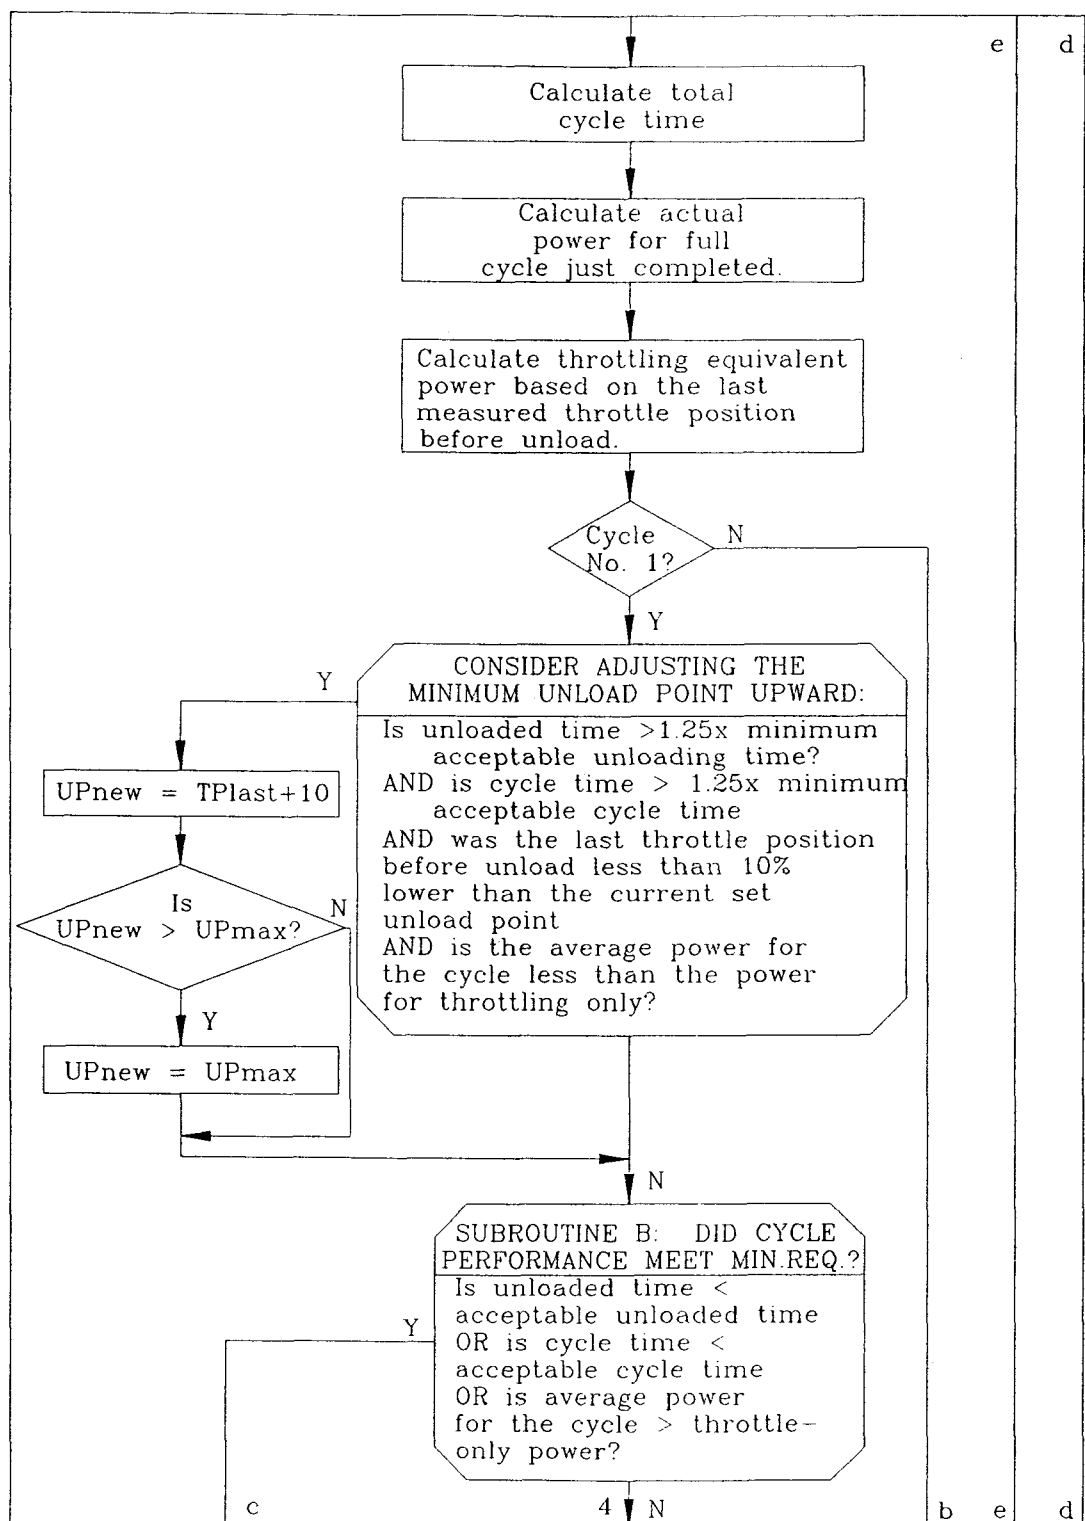 e
d
Calculate total
cycle time
Calculate actual
power for full
cycle just completed.
Calculate throttling equivalent
power based on the last
measured throttle position
before unload.
Cycle
No. 1?
N
Y
CONSIDER ADJUSTING THE
MINIMUM UNLOAD POINT UPWARD:
Is unloaded time >1.25x minimum
acceptable unloading time?
AND is cycle time > 1.25x minimum
acceptable cycle time
AND was the last throttle position
before unload less than 10%
lower than the current set
unload point
AND is the average power for
the cycle less than the power
for throttling only?
Y
UPnew = TPlast+10
Is
UPnew > UPmax?
N
Y
UPnew = UPmax
N
SUBROUTINE B: DID CYCLE
PERFORMANCE MEET MIN.REQ.?
Is unloaded time <
acceptable unloaded time
OR is cycle time <
acceptable cycle time
OR is average power
for the cycle > throttle-
only power?
Y
c
4
N
b
e
d